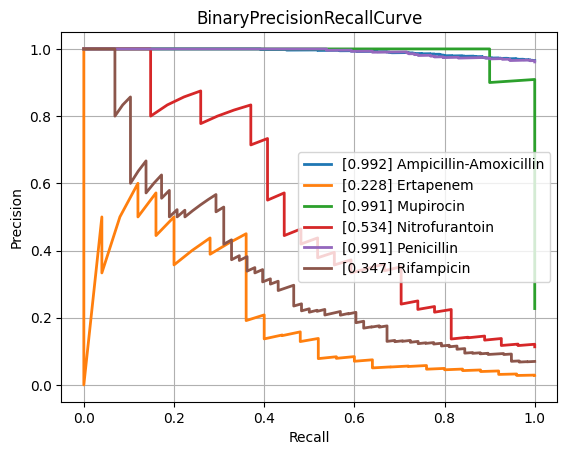 BinaryPrecisionRecallCurve
1.0
0.8
0.6
0.4
0.2
0.0
Precision
[0.992] Ampicillin-Amoxicillin
[0.228] Ertapenem
[0.991] Mupirocin
[0.534] Nitrofurantoin
[0.991] Penicillin
[0.347] Rifampicin
0.0 0.2 0.4 0.6 0.8 1.0
Recall